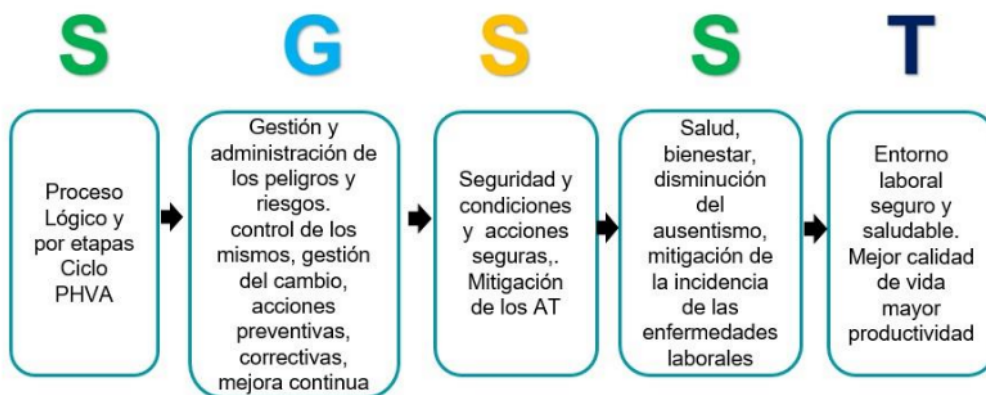 S G S S T
Proceso
Lógico y
por etapas
Ciclo
PHVA
Gestión y
administración de
los peligros y
riesgos.
control de los
mismos, gestión
del cambio,
acciones
preventivas,
correctivas,
mejora continua
Seguridad y
condiciones
y acciones
seguras,.
Mitigación
de los AT
Salud,
bienestar,
disminución
del
ausentismo,
mitigación de
la incidencia
de las
enfermedades
laborales
Entorno
laboral
seguro y
saludable.
Mejor calidad
de vida
mayor
productividad